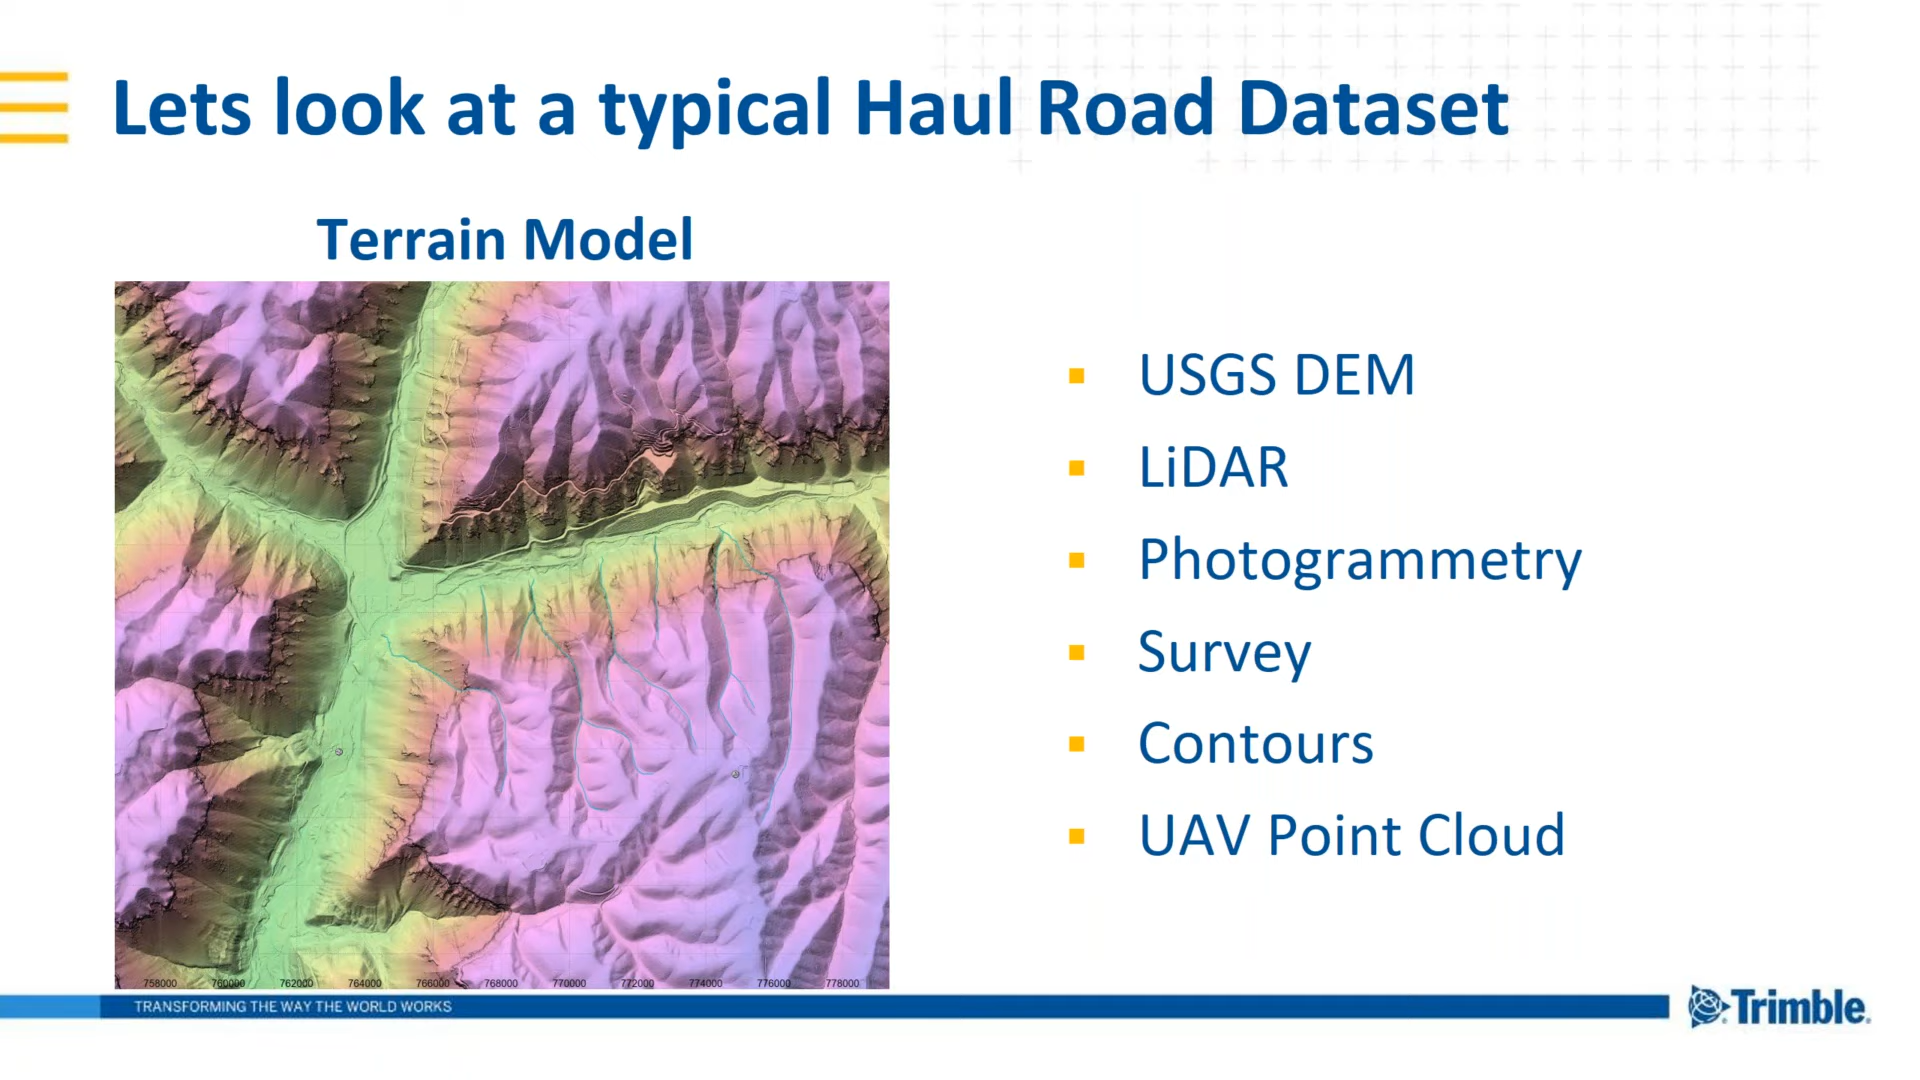 Lets look at a typical Haul Road Dataset
Terrain Model
USGS DEM
LiDAR
Photogrammetry
Survey
Contours
UAV Point Cloud
758000 760000 762000 764000 766000 768000 770000 772000 774000 776000 778000
TRANSFORMING THE WAY THE WORLD WORKS
Trimble